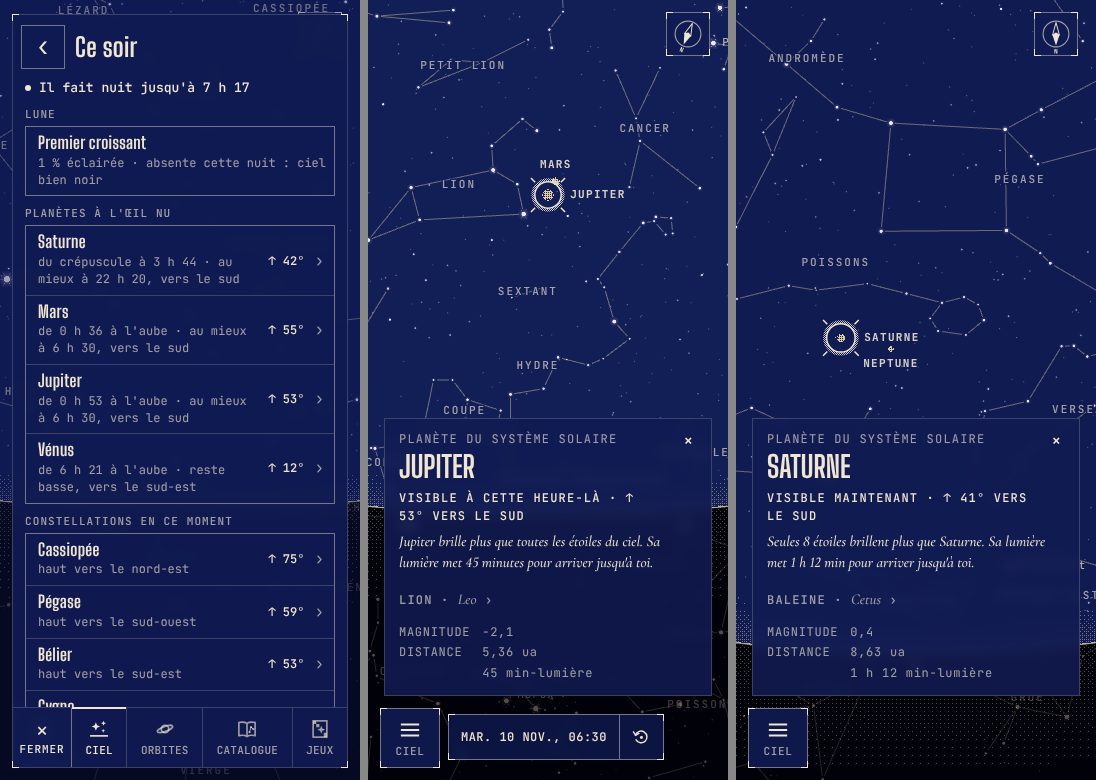 LÉZARD
CASSIOPÉE
Ce soir
Il fait nuit jusqu'à 7 h 17
LUNE
Premier croissant
1 % éclairée · absente cette nuit : ciel
bien noir
PLANÈTES À L'ŒIL NU
Saturne
du crépuscule à 3 h 44 · au
mieux à 22 h 20, vers le sud
↑ 42°
Mars
de 0 h 36 à l'aube · au mieux
à 6 h 30, vers le sud
↑ 55°
Jupiter
de 0 h 53 à l'aube · au mieux
à 6 h 30, vers le sud
↑ 53°
Vénus
de 6 h 21 à l'aube · reste
basse, vers le sud-est
↑ 12°
CONSTELLATIONS EN CE MOMENT
Cassiopée
haut vers le nord-est
↑ 75°
Pégase
haut vers le sud-ouest
↑ 59°
Bélier
haut vers le sud-est
↑ 53°
Cygne
FERMER
CIEL
ORBITES
CATALOGUE
JEUX
VIERGE
N
PETIT LION
CANCER
MARS
LION
JUPITER
SEXTANT
HYDRE
COUPE
PLANÈTE DU SYSTÈME SOLAIRE
×
JUPITER
VISIBLE À CETTE HEURE-LÀ · ↑
53° VERS LE SUD
Jupiter brille plus que toutes les étoiles du ciel. Sa
lumière met 45 minutes pour arriver jusqu'à toi.
LION · Leo ›
MAGNITUDE -2,1
DISTANCE 5,36 ua
45 min-lumière
POISSON
CIEL
MAR. 10 NOV., 06:30
N
ANDROMÈDE
PÉGASE
POISSONS
SATURNE
NEPTUNE
VERSE
PLANÈTE DU SYSTÈME SOLAIRE
×
SATURNE
VISIBLE MAINTENANT · ↑ 41° VERS
LE SUD
Seules 8 étoiles brillent plus que Saturne. Sa lumière
met 1 h 12 min pour arriver jusqu'à toi.
BALEINE · Cetus ›
MAGNITUDE 0,4
DISTANCE 8,63 ua
1 h 12 min-lumière
GRUE
CIEL